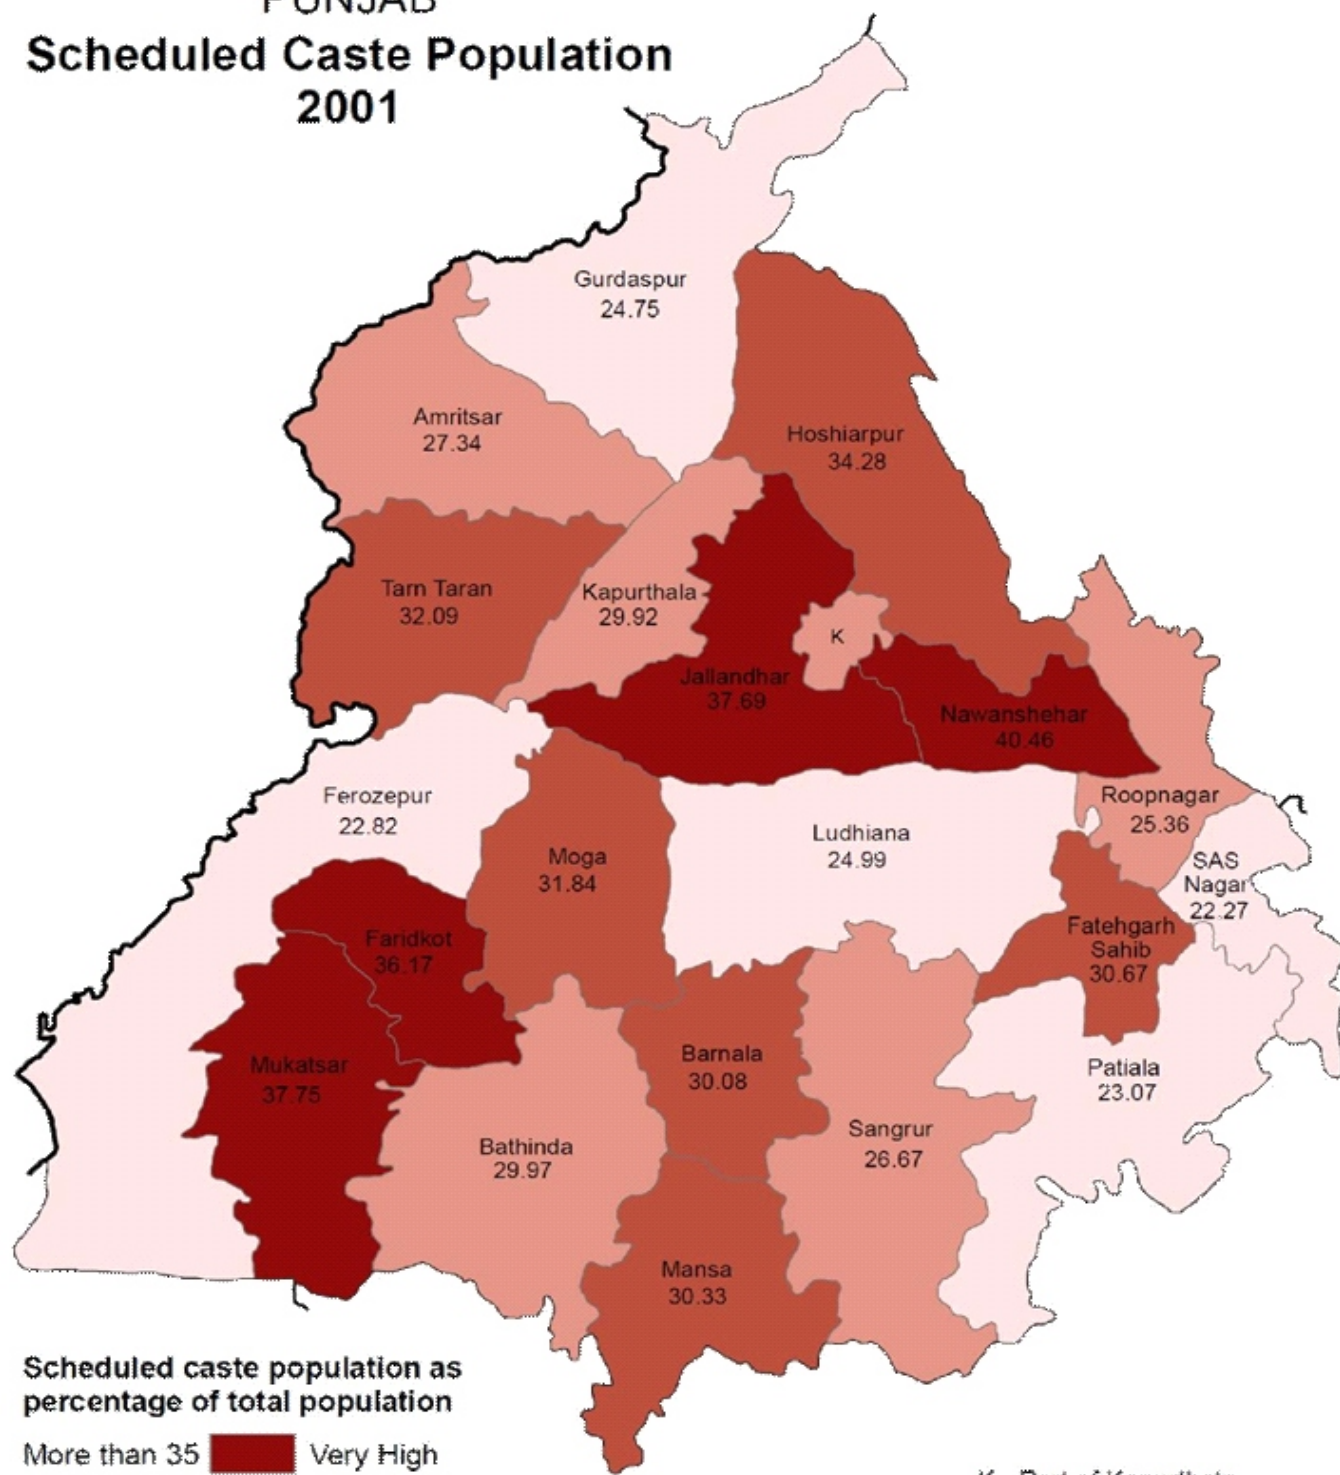 PUNJAB
Scheduled Caste Population
2001
Gurdaspur
24.75
Amritsar
27.34
Hoshiarpur
34.28
Tarn Taran
32.09
Kapurthala
29.92
K
Jallandhar
37.69
Nawanshehar
40.46
Ferozepur
22.82
Roopnagar
25.36
Ludhiana
24.99
Moga
31.84
SAS
Nagar
22.27
Fatehgarh
Sahib
30.67
Faridkot
36.17
Mukatsar
37.75
Barnala
30.08
Patiala
23.07
Bathinda
29.97
Sangrur
26.67
Mansa
30.33
Scheduled caste population as
percentage of total population
More than 35 Very High